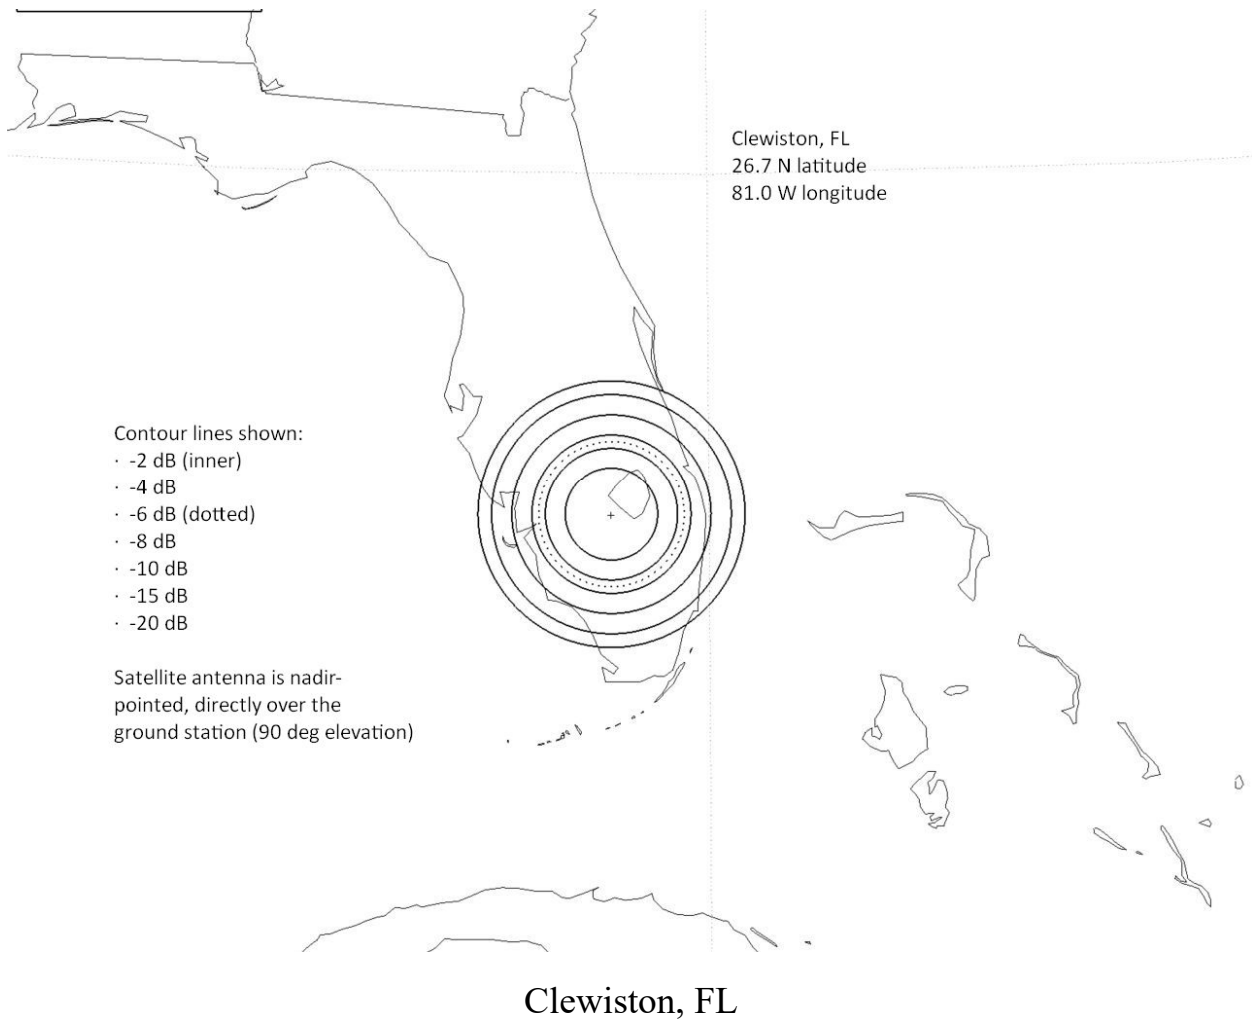 Clewiston, FL
26.7 N latitude
81.0 W longitude
Contour lines shown:
· -2 dB (inner)
· -4 dB
· -6 dB (dotted)
· -8 dB
· -10 dB
· -15 dB
· -20 dB
Satellite antenna is nadir-
pointed, directly over the
ground station (90 deg elevation)
Clewiston, FL